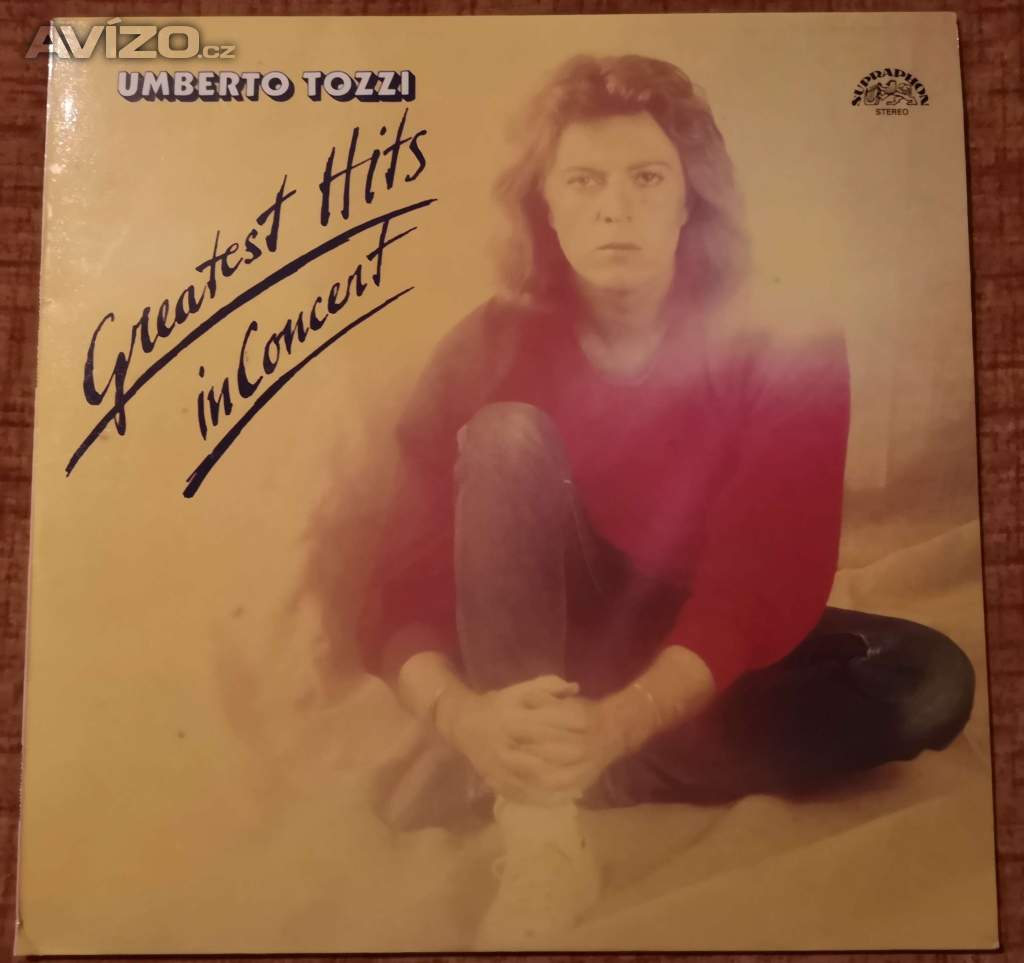 AVÍZO.cz
UMBERTO TOZZI
SUPRAPHON
STEREO
Greatest Hits
in Concert